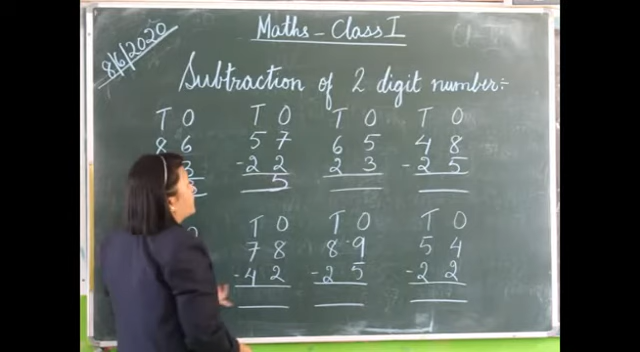 Maths - Class I
8/6/2020
Subtraction of 2 digit number:-
T O T O T O T O
8 6 5 7 6 5 4 8
3 - 2 2 2 3 - 2 5
5
T O T O T O
7 8 8 9 5 4
- 4 2 - 2 5 - 2 2